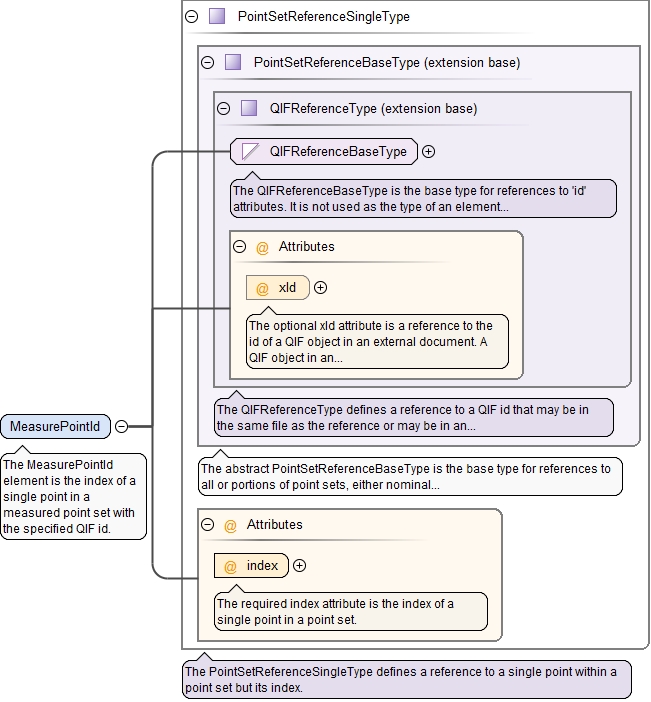 PointSetReferenceSingleType
PointSetReferenceBaseType (extension base)
QIFReferenceType (extension base)
QIFReferenceBaseType
The QIFReferenceBaseType is the base type for references to 'id'
attributes. It is not used as the type of an element...
@ Attributes
@ xId
The optional xId attribute is a reference to the
id of a QIF object in an external document. A
QIF object in an...
The QIFReferenceType defines a reference to a QIF id that may be in
the same file as the reference or may be in an...
MeasurePointId
The MeasurePointId
element is the index of a
single point in a
measured point set with
the specified QIF id.
The abstract PointSetReferenceBaseType is the base type for references to
all or portions of point sets, either nominal...
@ Attributes
@ index
The required index attribute is the index of a
single point in a point set.
The PointSetReferenceSingleType defines a reference to a single point within a
point set but its index.